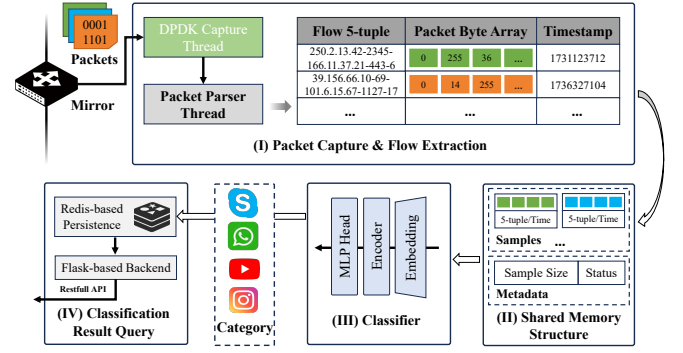 0001
1101
Packets
Mirror
DPDK Capture
Thread
Packet Parser
Thread
Flow 5-tuple
Packet Byte Array
Timestamp
250.2.13.42-2345-
166.11.37.21-443-6
0 255 36 ...
1731123712
39.156.66.10-69-
101.6.15.67-1127-17
0 14 255 ...
1736327104
... ... ...
(I) Packet Capture & Flow Extraction
Redis-based
Persistence
Flask-based Backend
Restfull API
(IV) Classification
Result Query
Category
MLP Head
Encoder
Embedding
(III) Classifier
5-tuple/Time
5-tuple/Time
Samples ...
Sample Size
Status
Metadata
(II) Shared Memory
Structure